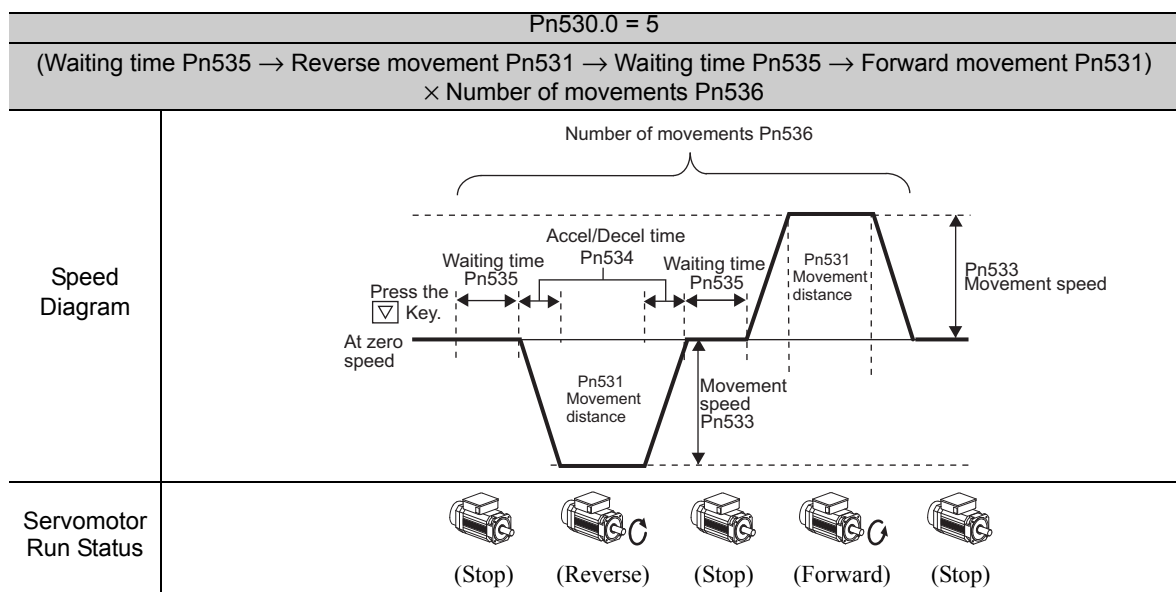 Pn530.0 = 5
(Waiting time Pn535 → Reverse movement Pn531 → Waiting time Pn535 → Forward movement Pn531)
× Number of movements Pn536
Speed
Diagram
Number of movements Pn536
Accel/Decel time
Pn534
Waiting time
Pn535
Waiting time
Pn535
Press the
▽ Key.
At zero
speed
Pn531
Movement
distance
Pn533
Movement speed
Pn531
Movement
distance
Movement
speed
Pn533
Servomotor
Run Status
(Stop) (Reverse) (Stop) (Forward) (Stop)